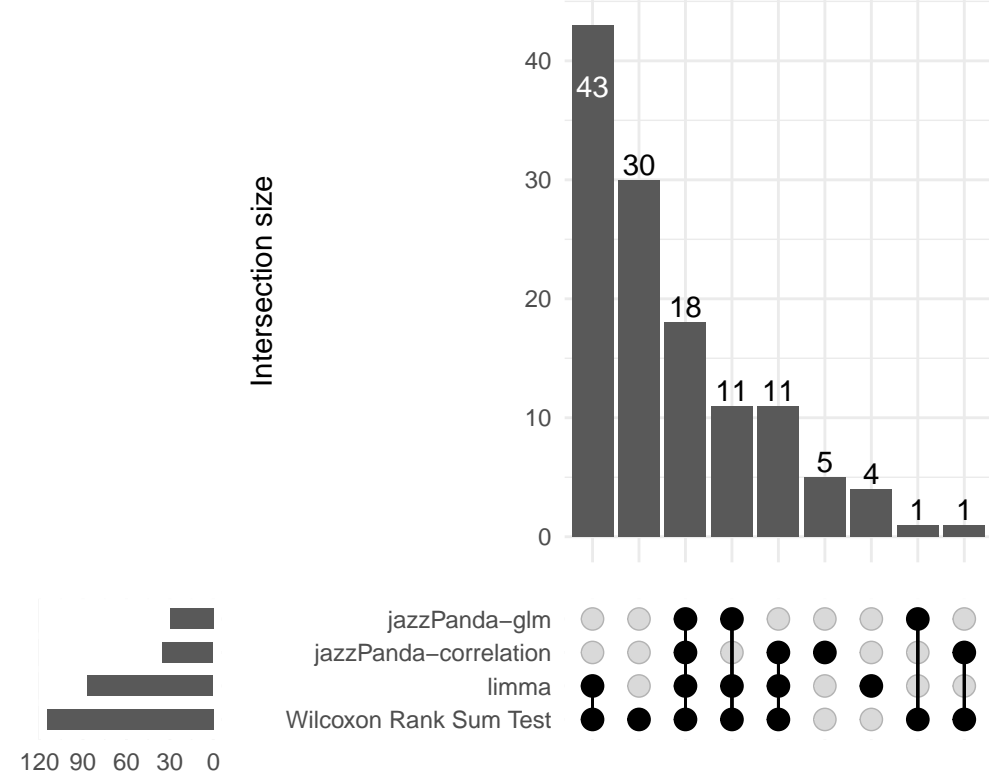 43
30
18
11 11
5
4
1 1
40
30
20
10
0
Intersection size
jazzPanda−glm
jazzPanda−correlation
limma
Wilcoxon Rank Sum Test
120 90 60 30 0